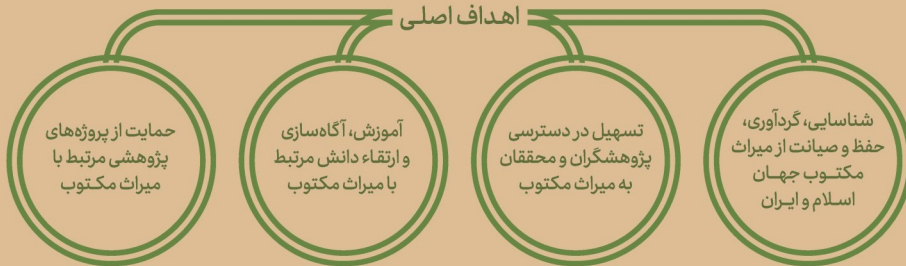 اهداف اصلی
شناسایی، گردآوری،
حفظ و صیانت از میراث
مکتوب جهان
اسلام و ایران
تسهیل در دسترسی
پژوهشگران و محققان
به میراث مکتوب
آموزش، آگاه‌سازی
و ارتقاء دانش مرتبط
با میراث مکتوب
حمایت از پروژه‌های
پژوهشی مرتبط با
میراث مکتوب